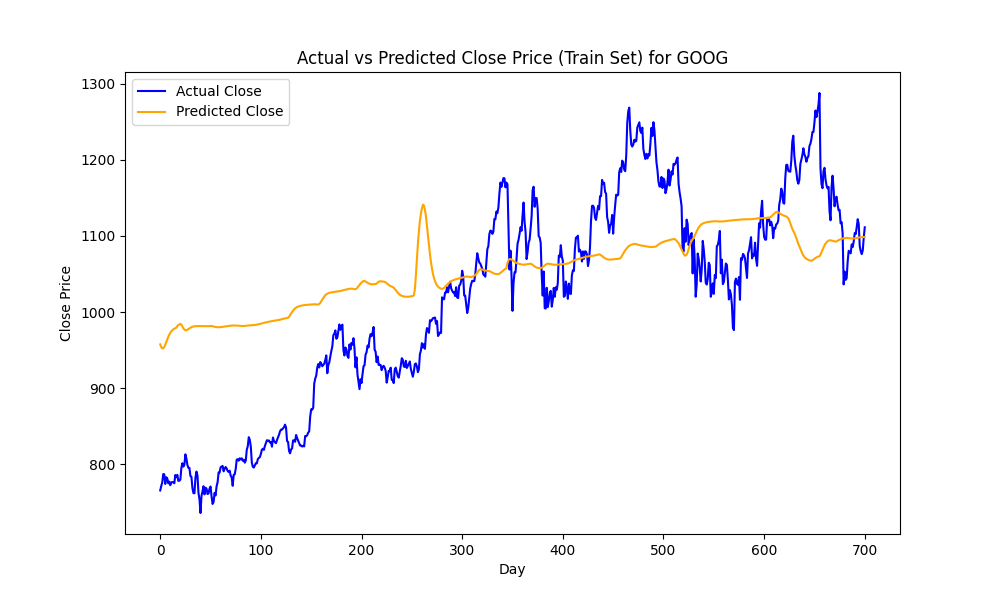 Actual vs Predicted Close Price (Train Set) for GOOG
Actual Close
Predicted Close
Close Price
1300
1200
1100
1000
900
800
0 100 200 300 400 500 600 700
Day